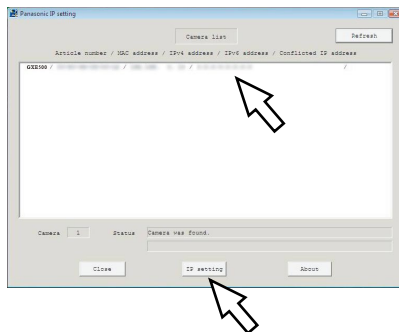 Panasonic IP setting
Camera list
Refresh
Article number / MAC address / IPv4 address / IPv6 address / Conflicted IP address
GXE500 / / / /
Camera 1 Status Camera was found.
Close IP setting About